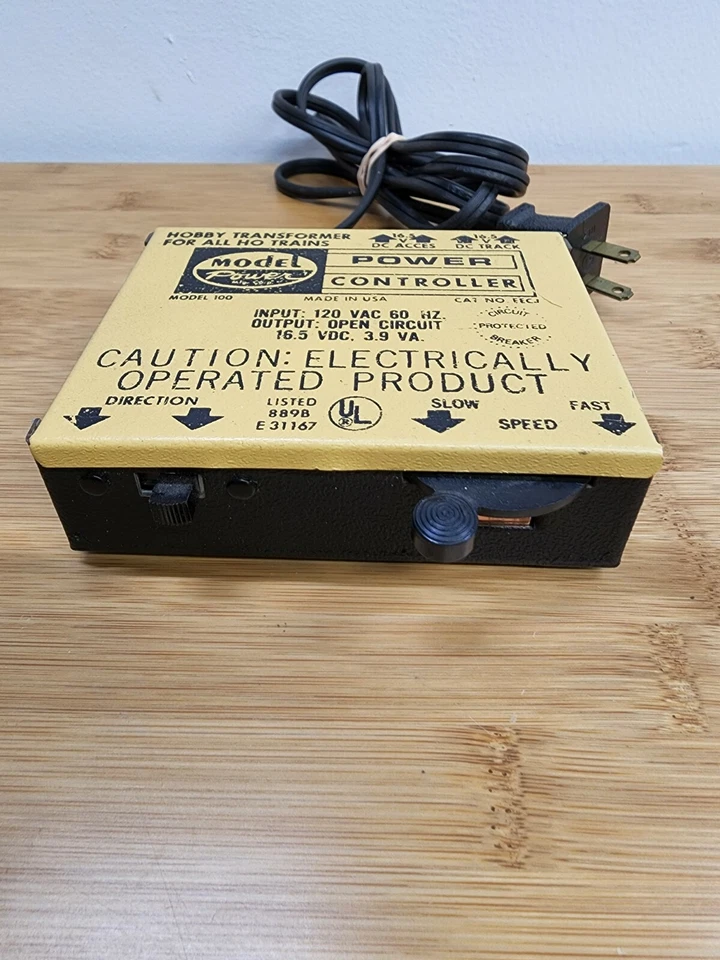 HOBBY TRANSFORMER
FOR ALL HO TRAINS
16.5
V
DC ACCES
16.5
V
DC TRACK
MODEL
Power
POWER
CONTROLLER
MODEL 100
MADE IN USA
CAT NO
INPUT: 120 VAC 60 HZ.
OUTPUT: OPEN CIRCUIT
16.5 VDC, 3.9 VA.
CIRCUIT
PROTECTED
BREAKER
CAUTION: ELECTRICALLY
OPERATED PRODUCT
DIRECTION
LISTED
889B
E 31167
UL
®
SLOW
SPEED
FAST